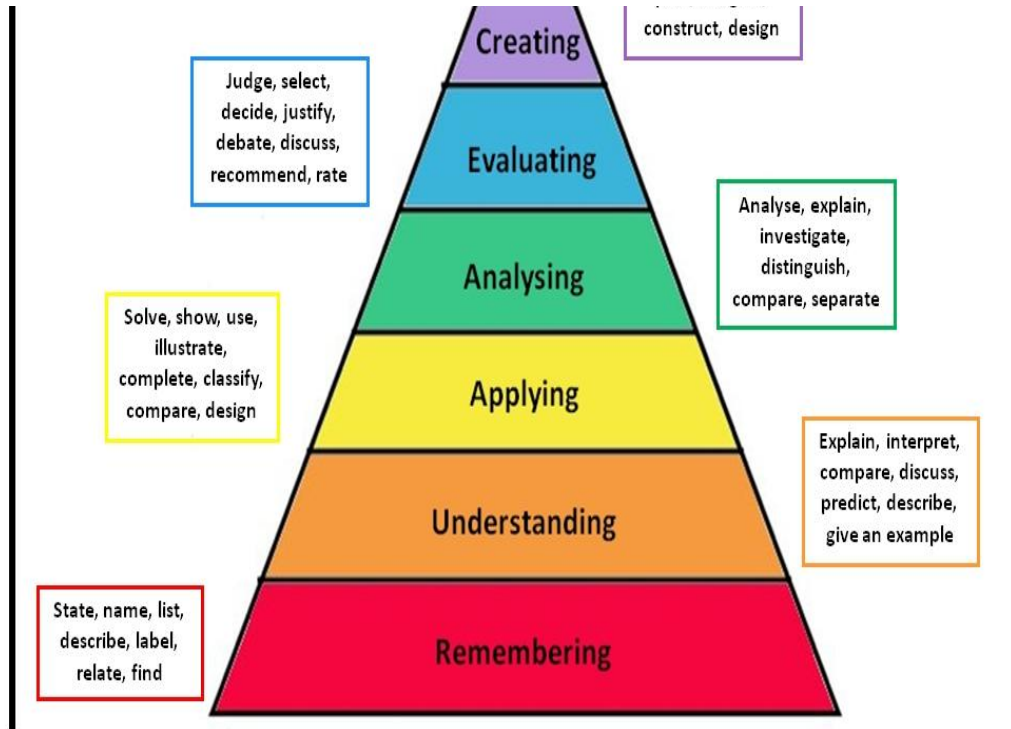 construct, design
Creating
Judge, select,
decide, justify,
debate, discuss,
recommend, rate
Evaluating
Analyse, explain,
investigate,
distinguish,
compare, separate
Analysing
Solve, show, use,
illustrate,
complete, classify,
compare, design
Applying
Explain, interpret,
compare, discuss,
predict, describe,
give an example
Understanding
State, name, list,
describe, label,
relate, find
Remembering